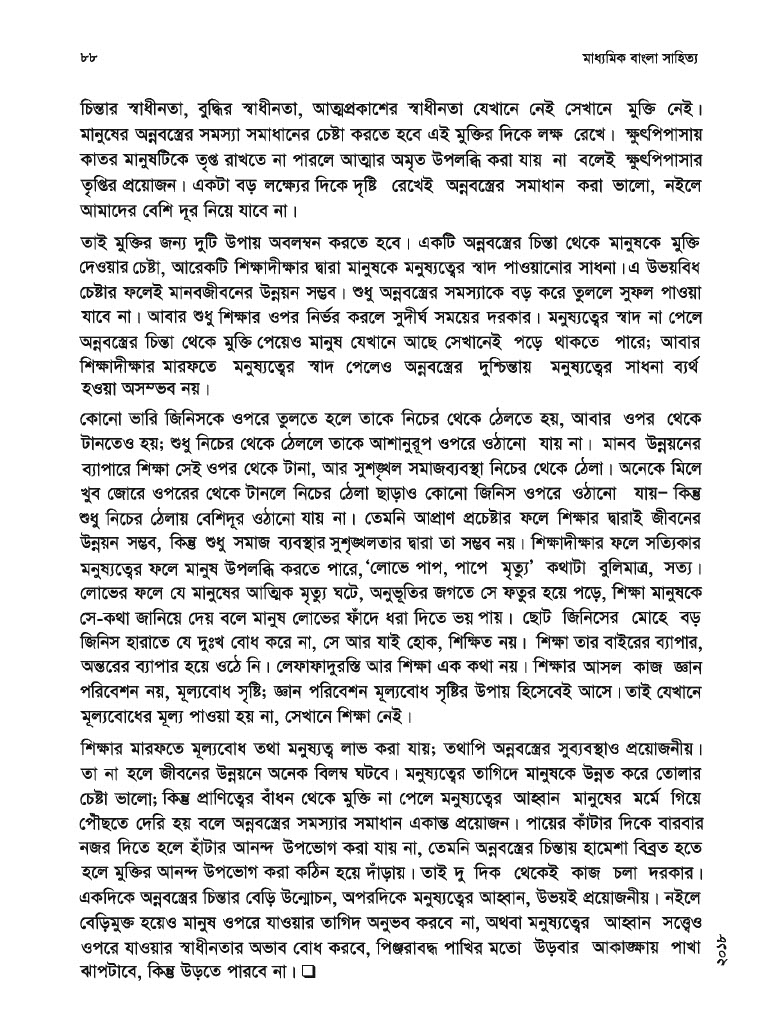 ৮৮
মাধ্যমিক বাংলা সাহিত্য
চিন্তার স্বাধীনতা, বুদ্ধির স্বাধীনতা, আত্মপ্রকাশের স্বাধীনতা যেখানে নেই সেখানে মুক্তি নেই।
মানুষের অন্নবস্ত্রের সমস্যা সমাধানের চেষ্টা করতে হবে এই মুক্তির দিকে লক্ষ রেখে। ক্ষুৎপিপাসায়
কাতর মানুষটিকে তৃপ্ত রাখতে না পারলে আত্মার অমৃত উপলব্ধি করা যায় না বলেই ক্ষুৎপিপাসার
তৃপ্তির প্রয়োজন। একটা বড় লক্ষ্যের দিকে দৃষ্টি রেখেই অন্নবস্ত্রের সমাধান করা ভালো, নইলে
আমাদের বেশি দূর নিয়ে যাবে না।
তাই মুক্তির জন্য দুটি উপায় অবলম্বন করতে হবে। একটি অন্নবস্ত্রের চিন্তা থেকে মানুষকে মুক্তি
দেওয়ার চেষ্টা, আরেকটি শিক্ষাদীক্ষার দ্বারা মানুষকে মনুষ্যত্বের স্বাদ পাওয়ানোর সাধনা।এ উভয়বিধ
চেষ্টার ফলেই মানবজীবনের উন্নয়ন সম্ভব। শুধু অন্নবস্ত্রের সমস্যাকে বড় করে তুললে সুফল পাওয়া
যাবে না। আবার শুধু শিক্ষার ওপর নির্ভর করলে সুদীর্ঘ সময়ের দরকার। মনুষ্যত্বের স্বাদ না পেলে
অন্নবস্ত্রের চিন্তা থেকে মুক্তি পেয়েও মানুষ যেখানে আছে সেখানেই পড়ে থাকতে পারে; আবার
শিক্ষাদীক্ষার মারফতে মনুষ্যত্বের স্বাদ পেলেও অন্নবস্ত্রের দুশ্চিন্তায় মনুষ্যত্বের সাধনা ব্যর্থ
হওয়া অসম্ভব নয়।
কোনো ভারি জিনিসকে ওপরে তুলতে হলে তাকে নিচের থেকে ঠেলতে হয়, আবার ওপর থেকে
টানতেও হয়; শুধু নিচের থেকে ঠেললে তাকে আশানুরূপ ওপরে ওঠানো যায় না। মানব উন্নয়নের
ব্যাপারে শিক্ষা সেই ওপর থেকে টানা, আর সুশৃঙ্খল সমাজব্যবস্থা নিচের থেকে ঠেলা। অনেকে মিলে
খুব জোরে ওপরের থেকে টানলে নিচের ঠেলা ছাড়াও কোনো জিনিস ওপরে ওঠানো যায়– কিন্তু
শুধু নিচের ঠেলায় বেশিদূর ওঠানো যায় না। তেমনি আপ্রাণ প্রচেষ্টার ফলে শিক্ষার দ্বারাই জীবনের
উন্নয়ন সম্ভব, কিন্তু শুধু সমাজ ব্যবস্থার সুশৃঙ্খলতার দ্বারা তা সম্ভব নয়। শিক্ষাদীক্ষার ফলে সত্যিকার
মনুষ্যত্বের ফলে মানুষ উপলব্ধি করতে পারে, ‘লোভে পাপ, পাপে মৃত্যু’ কথাটা বুলিমাত্র, সত্য।
লোভের ফলে যে মানুষের আত্মিক মৃত্যু ঘটে, অনুভূতির জগতে সে ফতুর হয়ে পড়ে, শিক্ষা মানুষকে
সে-কথা জানিয়ে দেয় বলে মানুষ লোভের ফাঁদে ধরা দিতে ভয় পায়। ছোট জিনিসের মোহে বড়
জিনিস হারাতে যে দুঃখ বোধ করে না, সে আর যাই হোক, শিক্ষিত নয়। শিক্ষা তার বাইরের ব্যাপার,
অন্তরের ব্যাপার হয়ে ওঠে নি। লেফাফাদুরস্তি আর শিক্ষা এক কথা নয়। শিক্ষার আসল কাজ জ্ঞান
পরিবেশন নয়, মূল্যবোধ সৃষ্টি; জ্ঞান পরিবেশন মূল্যবোধ সৃষ্টির উপায় হিসেবেই আসে। তাই যেখানে
মূল্যবোধের মূল্য পাওয়া হয় না, সেখানে শিক্ষা নেই।
শিক্ষার মারফতে মূল্যবোধ তথা মনুষ্যত্ব লাভ করা যায়; তথাপি অন্নবস্ত্রের সুব্যবস্থাও প্রয়োজনীয়।
তা না হলে জীবনের উন্নয়নে অনেক বিলম্ব ঘটবে। মনুষ্যত্বের তাগিদে মানুষকে উন্নত করে তোলার
চেষ্টা ভালো; কিন্তু প্রাণিত্বের বাঁধন থেকে মুক্তি না পেলে মনুষ্যত্বের আহ্বান মানুষের মর্মে গিয়ে
পৌঁছতে দেরি হয় বলে অন্নবস্ত্রের সমস্যার সমাধান একান্ত প্রয়োজন। পায়ের কাঁটার দিকে বারবার
নজর দিতে হলে হাঁটার আনন্দ উপভোগ করা যায় না, তেমনি অন্নবস্ত্রের চিন্তায় হামেশা বিব্রত হতে
হলে মুক্তির আনন্দ উপভোগ করা কঠিন হয়ে দাঁড়ায়। তাই দু দিক থেকেই কাজ চলা দরকার।
একদিকে অন্নবস্ত্রের চিন্তার বেড়ি উন্মোচন, অপরদিকে মনুষ্যত্বের আহ্বান, উভয়ই প্রয়োজনীয়। নইলে
বেড়িমুক্ত হয়েও মানুষ ওপরে যাওয়ার তাগিদ অনুভব করবে না, অথবা মনুষ্যত্বের আহ্বান সত্ত্বেও
ওপরে যাওয়ার স্বাধীনতার অভাব বোধ করবে, পিঞ্জরাবদ্ধ পাখির মতো উড়বার আকাঙ্ক্ষায় পাখা
ঝাপটাবে, কিন্তু উড়তে পারবে না। ❑
২০১৮